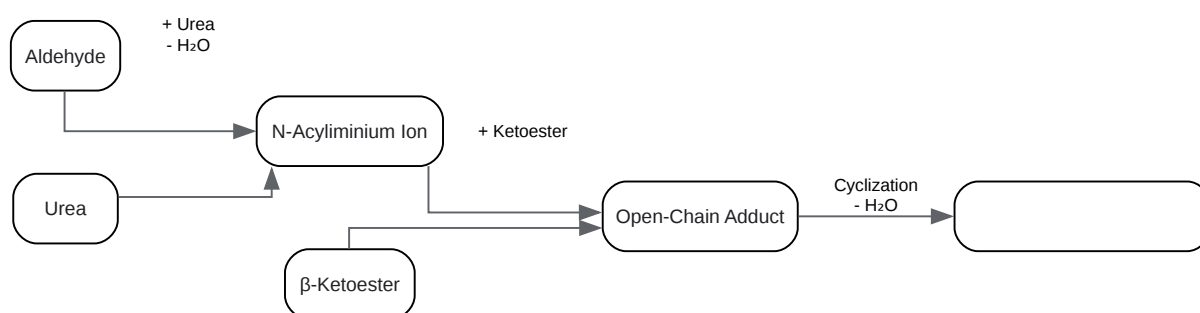 + Urea
- H₂O
Aldehyde
N-Acyliminium Ion
+ Ketoester
Urea
Cyclization
- H₂O
Open-Chain Adduct
β-Ketoester